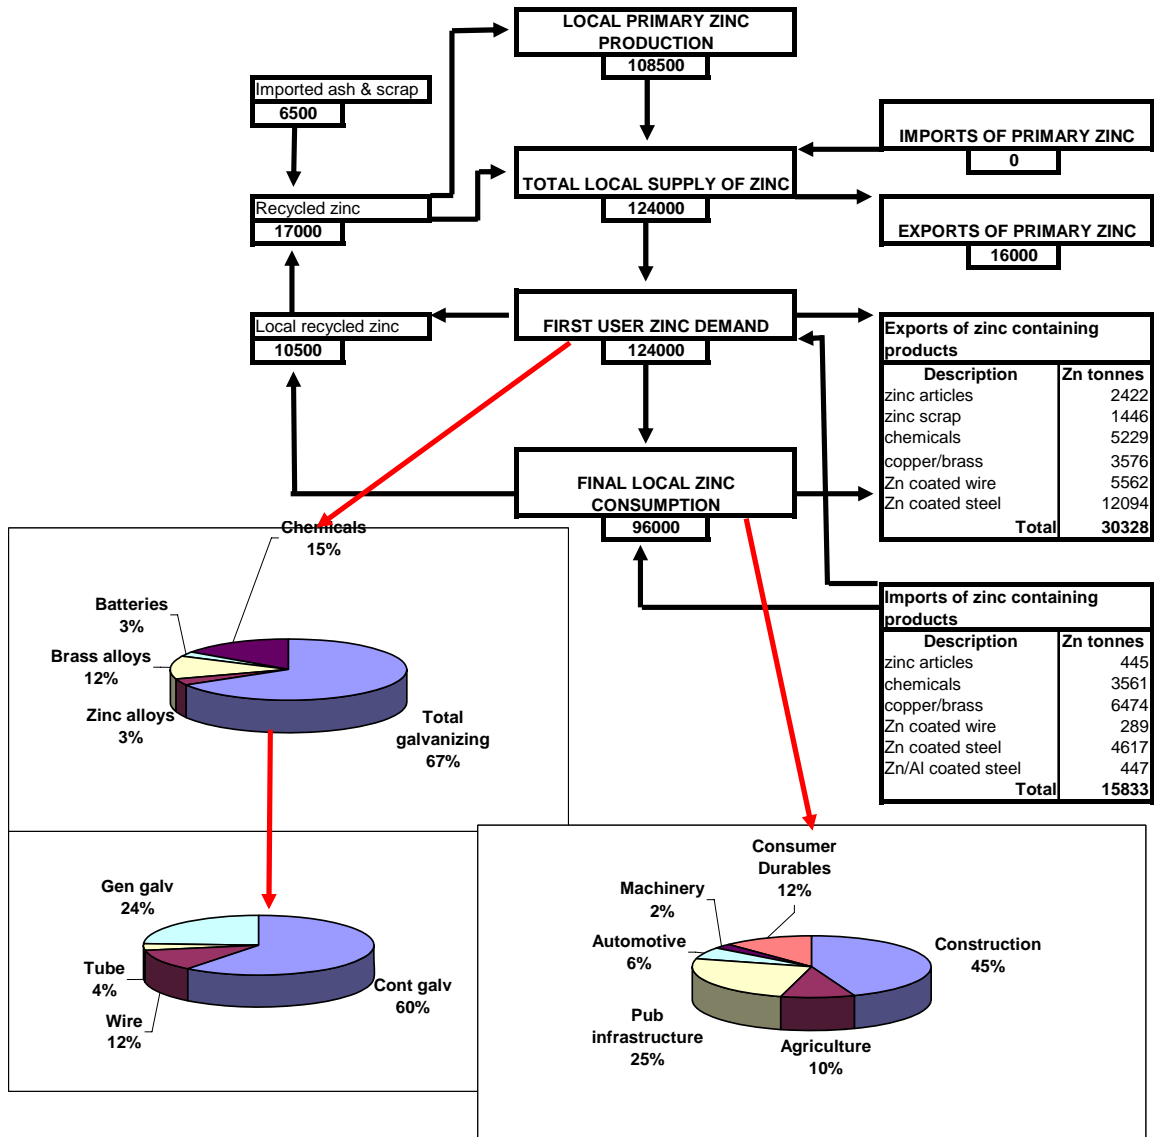 LOCAL PRIMARY ZINC
PRODUCTION
108500
Imported ash & scrap
6500
IMPORTS OF PRIMARY ZINC
0
TOTAL LOCAL SUPPLY OF ZINC
124000
Recycled zinc
17000
EXPORTS OF PRIMARY ZINC
16000
Local recycled zinc
10500
FIRST USER ZINC DEMAND
124000
Exports of zinc containing
products
Description Zn tonnes
zinc articles 2422
zinc scrap 1446
chemicals 5229
copper/brass 3576
Zn coated wire 5562
Zn coated steel 12094
Total 30328
FINAL LOCAL ZINC
CONSUMPTION
96000
Imports of zinc containing
products
Description Zn tonnes
zinc articles 445
chemicals 3561
copper/brass 6474
Zn coated wire 289
Zn coated steel 4617
Zn/Al coated steel 447
Total 15833
Chemicals
15%
Batteries
3%
Brass alloys
12%
Zinc alloys
3%
Total
galvanizing
67%
Gen galv
24%
Tube
4%
Wire
12%
Cont galv
60%
Consumer
Durables
12%
Machinery
2%
Automotive
6%
Pub
infrastructure
25%
Agriculture
10%
Construction
45%